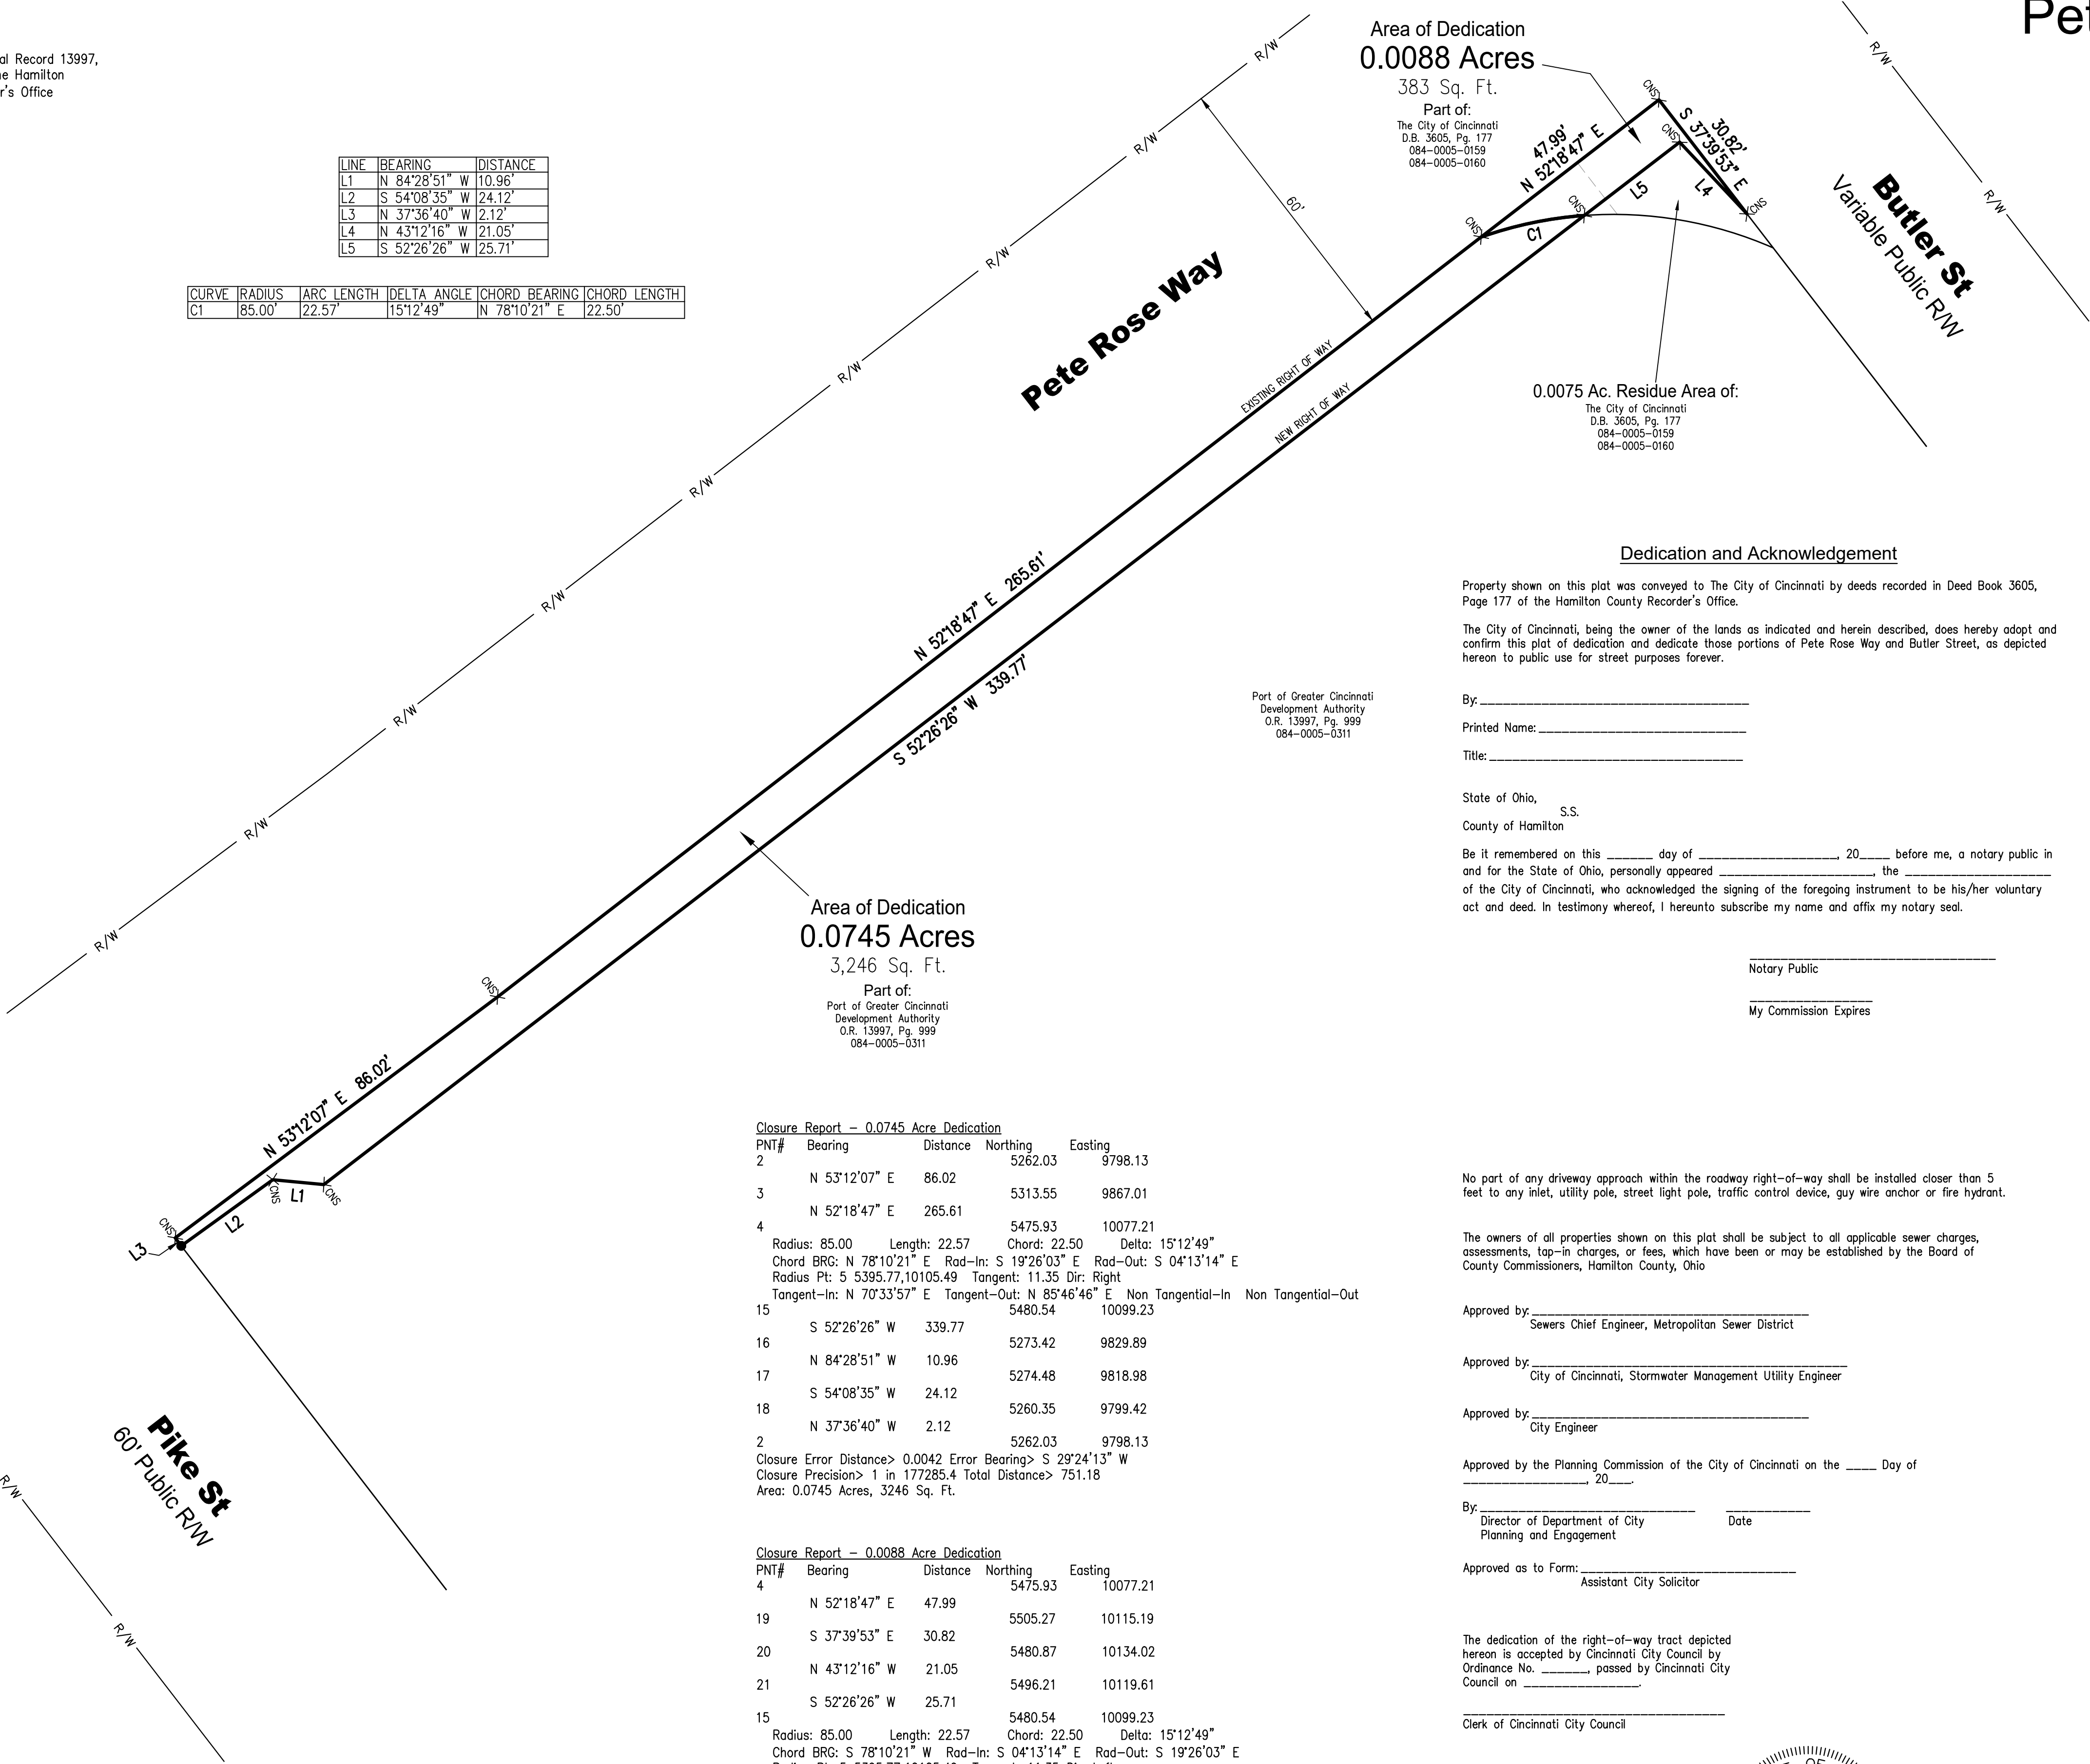 Pet
al Record 13997,
e Hamilton
r's Office
LINE BEARING DISTANCE
L1 N 84°28'51" W 10.96'
L2 S 54°08'35" W 24.12'
L3 N 37°36'40" W 2.12'
L4 N 43°12'16" W 21.05'
L5 S 52°26'26" W 25.71'
CURVE RADIUS ARC LENGTH DELTA ANGLE CHORD BEARING CHORD LENGTH
C1 85.00' 22.57' 15°12'49" N 78°10'21" E 22.50'
Area of Dedication
0.0088 Acres
383 Sq. Ft.
Part of:
The City of Cincinnati
D.B. 3605, Pg. 177
084-0005-0159
084-0005-0160
R/W
R/W
R/W
R/W
R/W
R/W
R/W
R/W
R/W
R/W
R/W
60'
Pete Rose Way
EXISTING RIGHT OF WAY
NEW RIGHT OF WAY
47.99'
N 52°18'47" E
30.82'
S 37°39'53" E
CNS
CNS
CNS
CNS
CNS
C1
L5
L4
Butler St
Variable Public R/W
0.0075 Ac. Residue Area of:
The City of Cincinnati
D.B. 3605, Pg. 177
084-0005-0159
084-0005-0160
N 52°18'47" E 265.61'
S 52°26'26" W 339.77'
Port of Greater Cincinnati
Development Authority
O.R. 13997, Pg. 999
084-0005-0311
Area of Dedication
0.0745 Acres
3,246 Sq. Ft.
Part of:
Port of Greater Cincinnati
Development Authority
O.R. 13997, Pg. 999
084-0005-0311
CNS
N 53°12'07" E 86.02'
CNS
CNS
CNS
L1
L2
L3
Pike St
60' Public R/W
R/W
R/W
Closure Report - 0.0745 Acre Dedication
PNT# Bearing Distance Northing Easting
2 5262.03 9798.13
N 53°12'07" E 86.02
3 5313.55 9867.01
N 52°18'47" E 265.61
4 5475.93 10077.21
Radius: 85.00 Length: 22.57 Chord: 22.50 Delta: 15°12'49"
Chord BRG: N 78°10'21" E Rad-In: S 19°26'03" E Rad-Out: S 04°13'14" E
Radius Pt: 5 5395.77,10105.49 Tangent: 11.35 Dir: Right
Tangent-In: N 70°33'57" E Tangent-Out: N 85°46'46" E Non Tangential-In Non Tangential-Out
15 5480.54 10099.23
S 52°26'26" W 339.77
16 5273.42 9829.89
N 84°28'51" W 10.96
17 5274.48 9818.98
S 54°08'35" W 24.12
18 5260.35 9799.42
N 37°36'40" W 2.12
2 5262.03 9798.13
Closure Error Distance> 0.0042 Error Bearing> S 29°24'13" W
Closure Precision> 1 in 177285.4 Total Distance> 751.18
Area: 0.0745 Acres, 3246 Sq. Ft.
Closure Report - 0.0088 Acre Dedication
PNT# Bearing Distance Northing Easting
4 5475.93 10077.21
N 52°18'47" E 47.99
19 5505.27 10115.19
S 37°39'53" E 30.82
20 5480.87 10134.02
N 43°12'16" W 21.05
21 5496.21 10119.61
S 52°26'26" W 25.71
15 5480.54 10099.23
Radius: 85.00 Length: 22.57 Chord: 22.50 Delta: 15°12'49"
Chord BRG: S 78°10'21" W Rad-In: S 04°13'14" E Rad-Out: S 19°26'03" E
Dedication and Acknowledgement
Property shown on this plat was conveyed to The City of Cincinnati by deeds recorded in Deed Book 3605,
Page 177 of the Hamilton County Recorder's Office.
The City of Cincinnati, being the owner of the lands as indicated and herein described, does hereby adopt and
confirm this plat of dedication and dedicate those portions of Pete Rose Way and Butler Street, as depicted
hereon to public use for street purposes forever.
By: ____________________
Printed Name: ____________________
Title: ____________________
State of Ohio,
S.S.
County of Hamilton
Be it remembered on this ______ day of __________________, 20____ before me, a notary public in
and for the State of Ohio, personally appeared ____________________, the ___________________
of the City of Cincinnati, who acknowledged the signing of the foregoing instrument to be his/her voluntary
act and deed. In testimony whereof, I hereunto subscribe my name and affix my notary seal.
Notary Public
My Commission Expires
No part of any driveway approach within the roadway right-of-way shall be installed closer than 5
feet to any inlet, utility pole, street light pole, traffic control device, guy wire anchor or fire hydrant.
The owners of all properties shown on this plat shall be subject to all applicable sewer charges,
assessments, tap-in charges, or fees, which have been or may be established by the Board of
County Commissioners, Hamilton County, Ohio
Approved by: ____________________
Sewers Chief Engineer, Metropolitan Sewer District
Approved by: ____________________
City of Cincinnati, Stormwater Management Utility Engineer
Approved by: ____________________
City Engineer
Approved by the Planning Commission of the City of Cincinnati on the ____ Day of
________________, 20___.
By: ____________________ ___________
Director of Department of City Date
Planning and Engagement
Approved as to Form: ____________________
Assistant City Solicitor
The dedication of the right-of-way tract depicted
hereon is accepted by Cincinnati City Council by
Ordinance No. ______, passed by Cincinnati City
Council on _______________.
Clerk of Cincinnati City Council